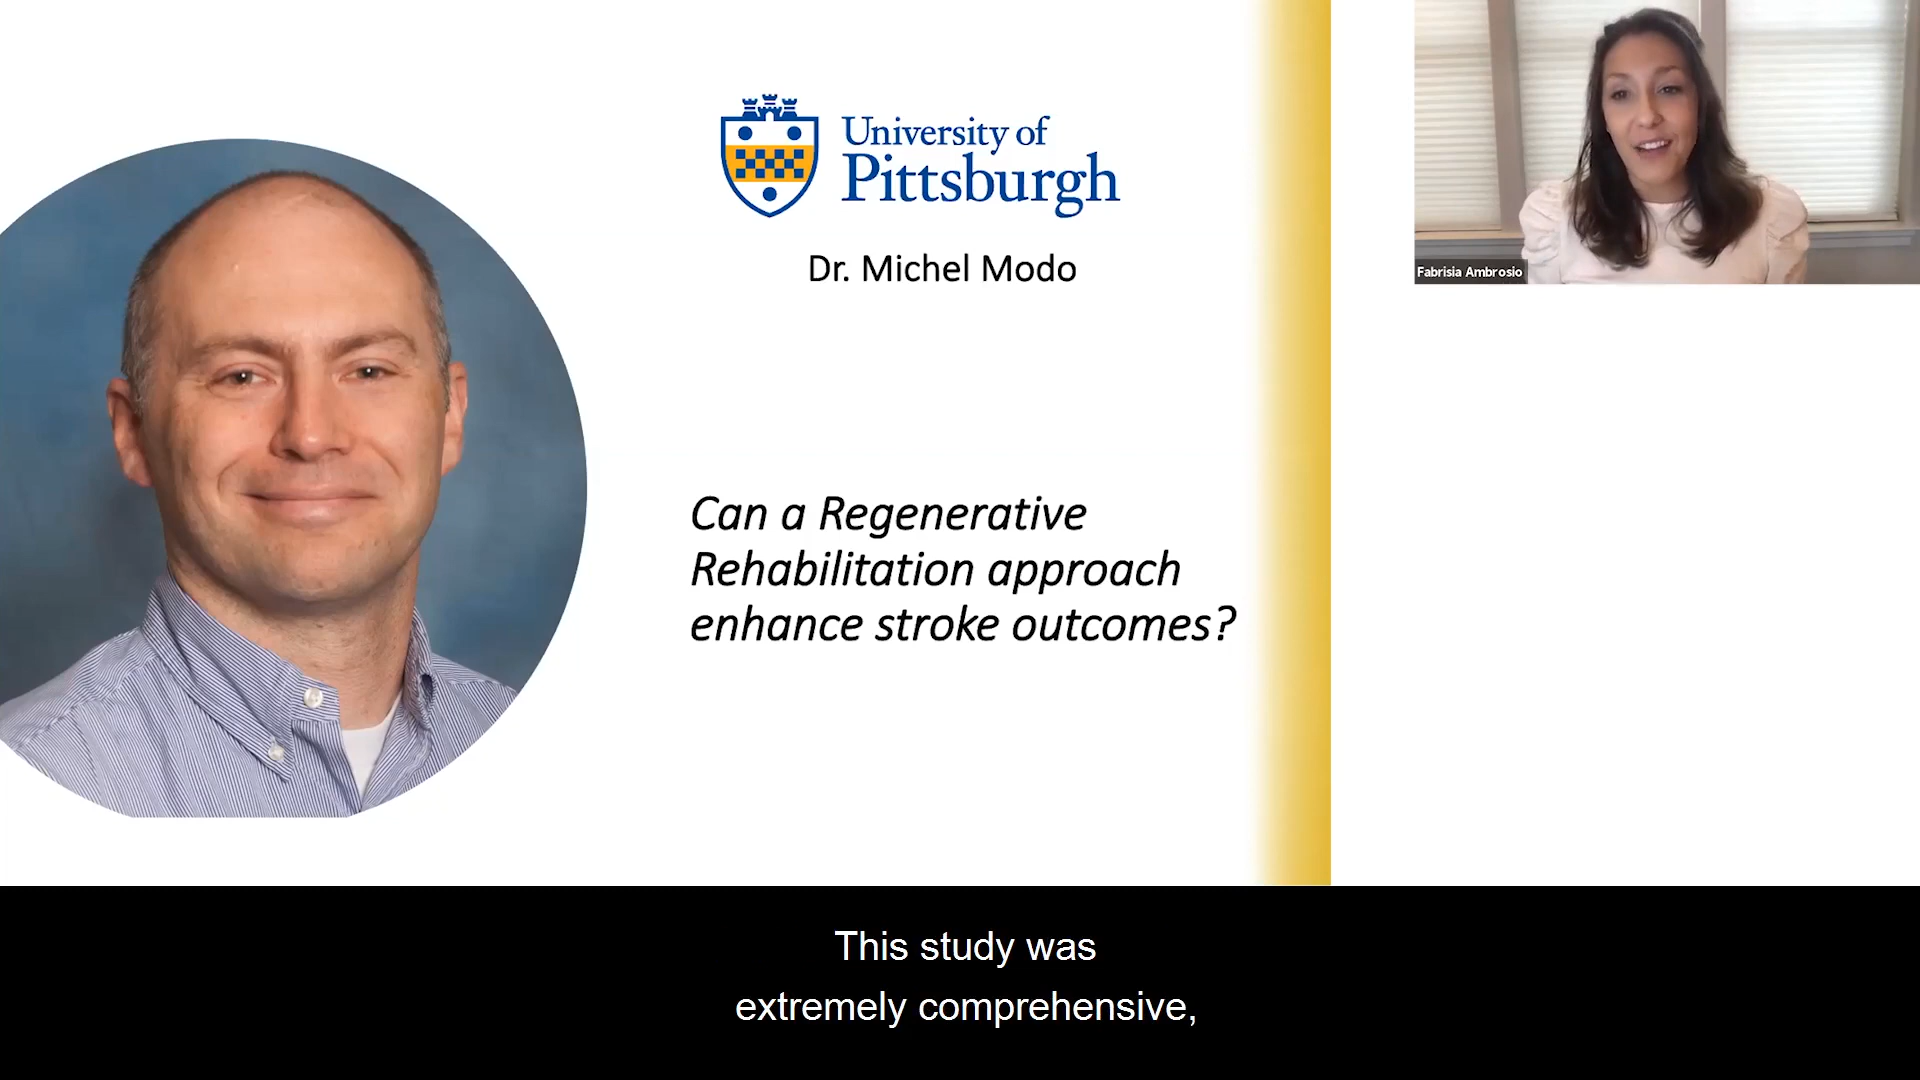 University of
Pittsburgh
Dr. Michel Modo
Can a Regenerative
Rehabilitation approach
enhance stroke outcomes?
Fabrisia Ambrosio
This study was
extremely comprehensive,